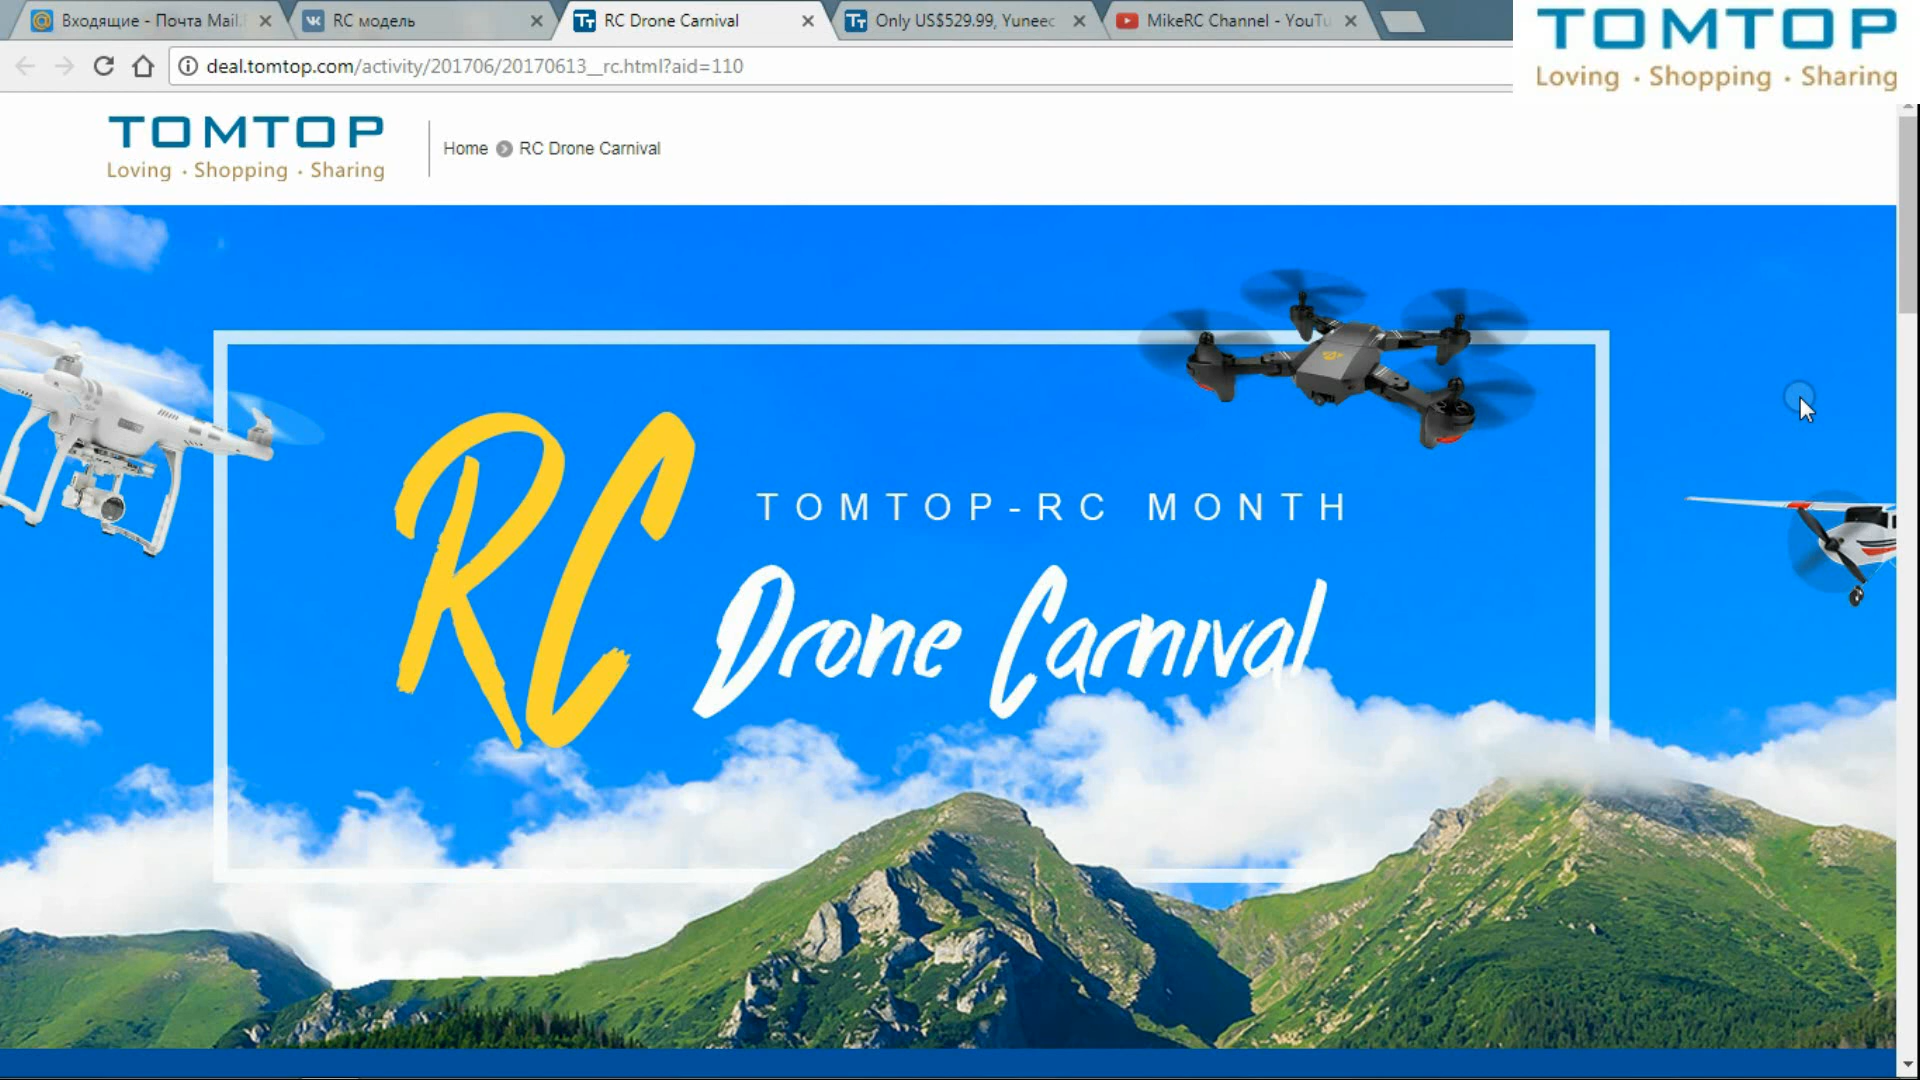 Входящие - Почта Mail.
RC модель
RC Drone Carnival
Only US$529.99, Yuneec
MikeRC Channel - YouTu
TOMTOP
Loving · Shopping · Sharing
deal.tomtop.com/activity/201706/20170613__rc.html?aid=110
TOMTOP
Loving · Shopping · Sharing
Home
RC Drone Carnival
RC
TOMTOP-RC MONTH
Drone Carnival